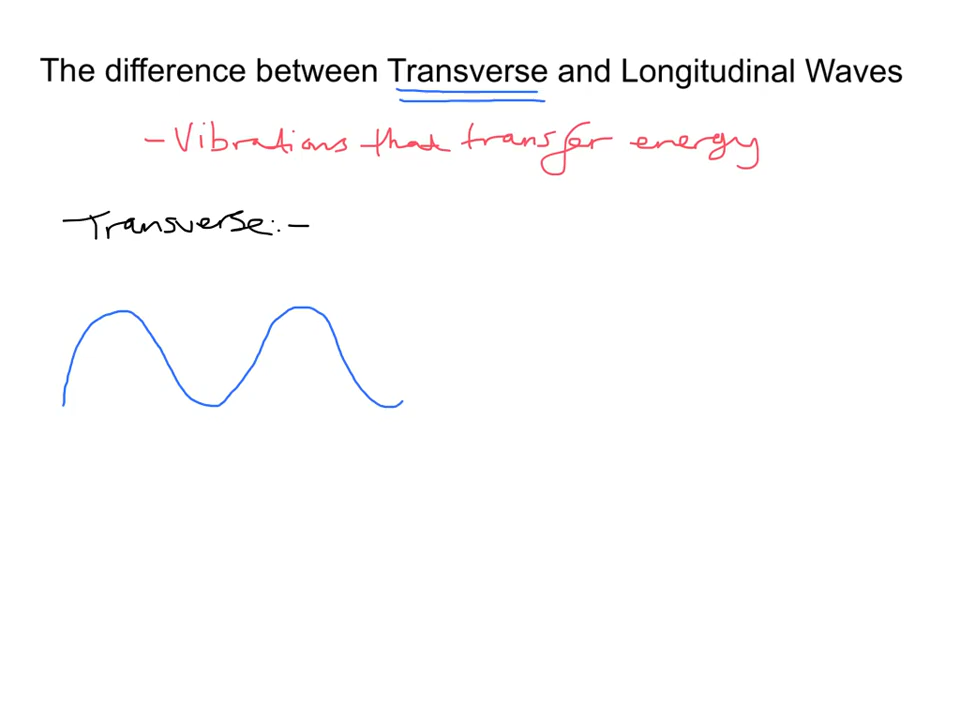 The difference between Transverse and Longitudinal Waves
- Vibrations that transfer energy
Transverse:-